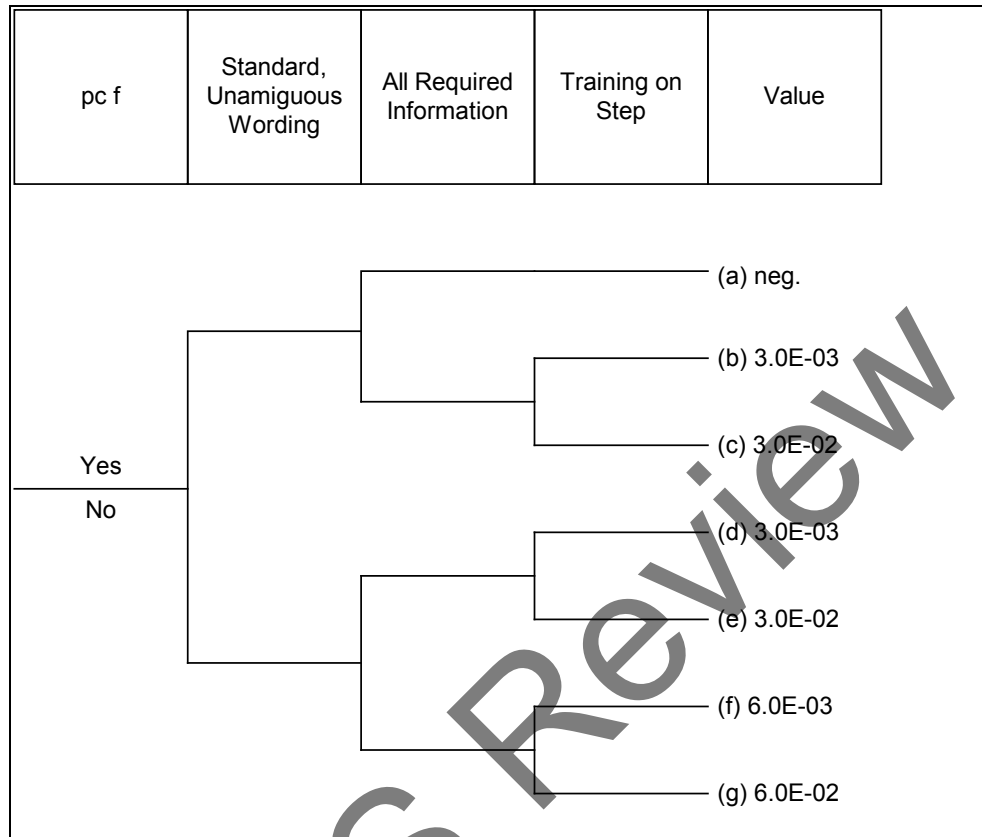 pc f
Standard,
Unamiguous
Wording
All Required
Information
Training on
Step
Value
(a) neg.
(b) 3.0E-03
(c) 3.0E-02
Yes
No
(d) 3.0E-03
(e) 3.0E-02
(f) 6.0E-03
(g) 6.0E-02
s Review